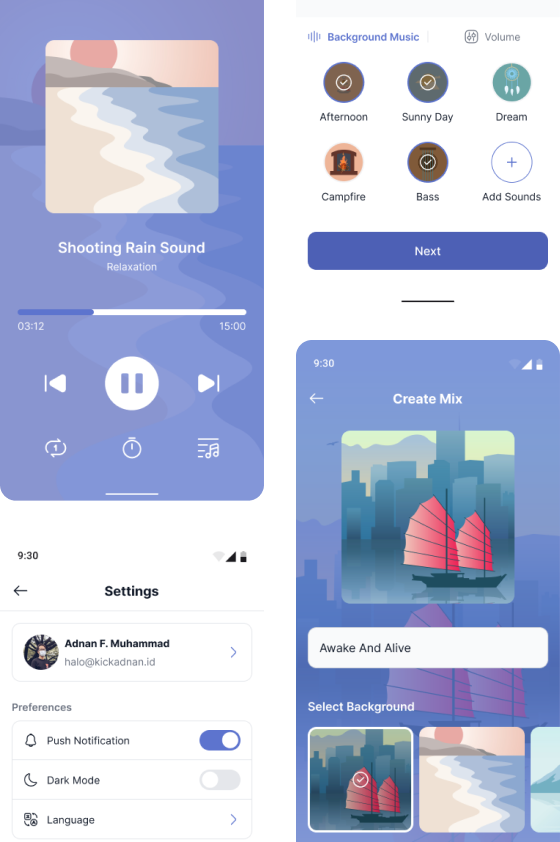 Shooting Rain Sound
Relaxation
03:12
15:00
1
Background Music
Volume
Afternoon
Sunny Day
Dream
Campfire
Bass
Add Sounds
Next
9:30
Settings
Adnan F. Muhammad
halo@kickadnan.id
Preferences
Push Notification
Dark Mode
Language
9:30
Create Mix
Awake And Alive
Select Background